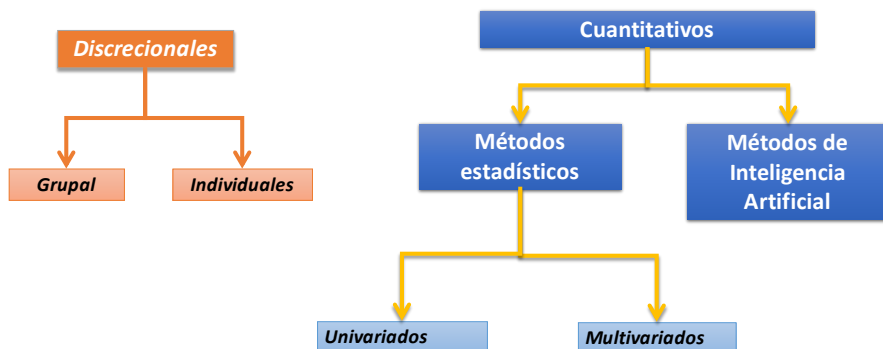 Discrecionales
Grupal
Individuales
Cuantitativos
Métodos
estadísticos
Métodos de
Inteligencia
Artificial
Univariados
Multivariados